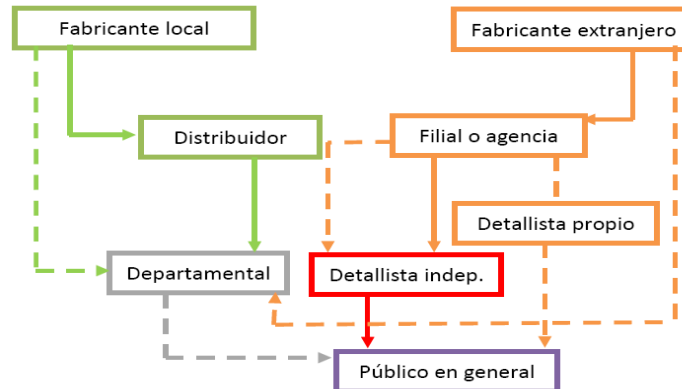 Fabricante local
Fabricante extranjero
Distribuidor
Filial o agencia
Detallista propio
Departamental
Detallista indep.
Público en general